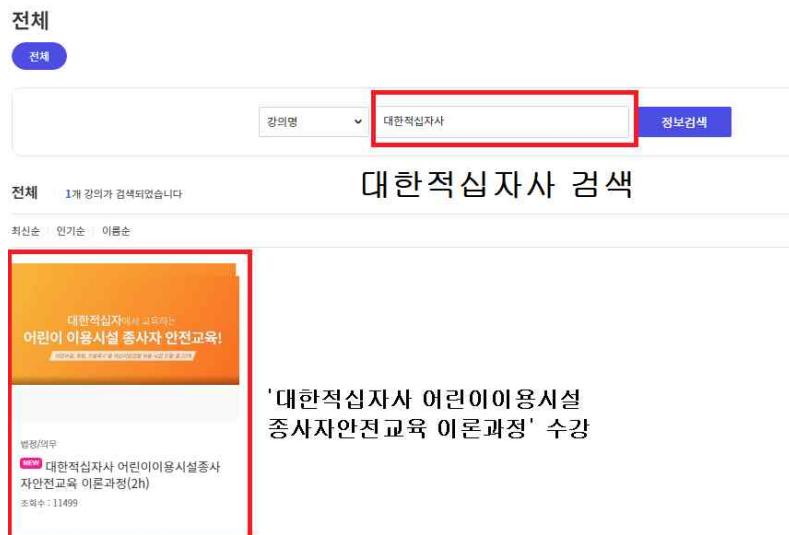 전체
전체
강의명
대한적십자사
정보검색
전체
1개 강의가 검색되었습니다
대한적십자사 검색
최신순
인기순
이름순
대한적십자에서 교육하는
어린이 이용시설 종사자 안전교육!
'대한적십자사 어린이이용시설
종사자안전교육 이론과정' 수강
법정/의무
NEW 대한적십자사 어린이이용시설종사
자안전교육 이론과정(2h)
조회수 : 11499